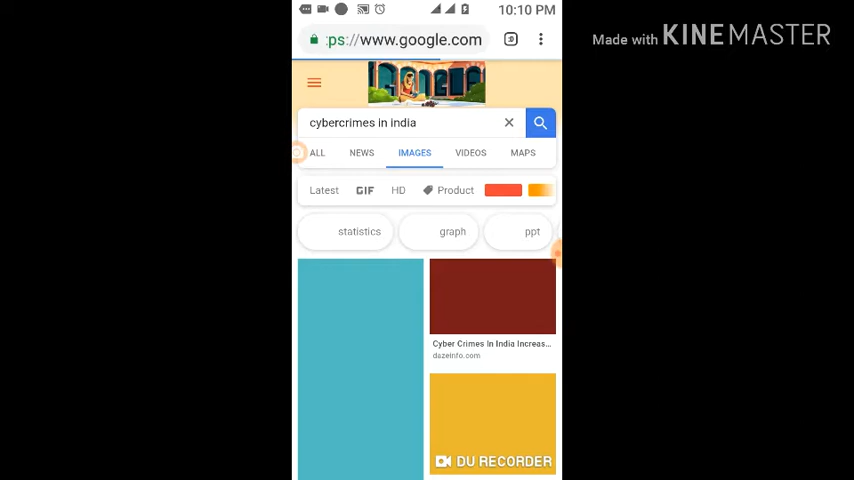 10:10 PM
:ps://www.google.com
Made with KINEMASTER
cybercrimes in india
ALL NEWS IMAGES VIDEOS MAPS
Latest GIF HD Product
statistics graph ppt
Cyber Crimes In India Increas...
dazeinfo.com
DU RECORDER